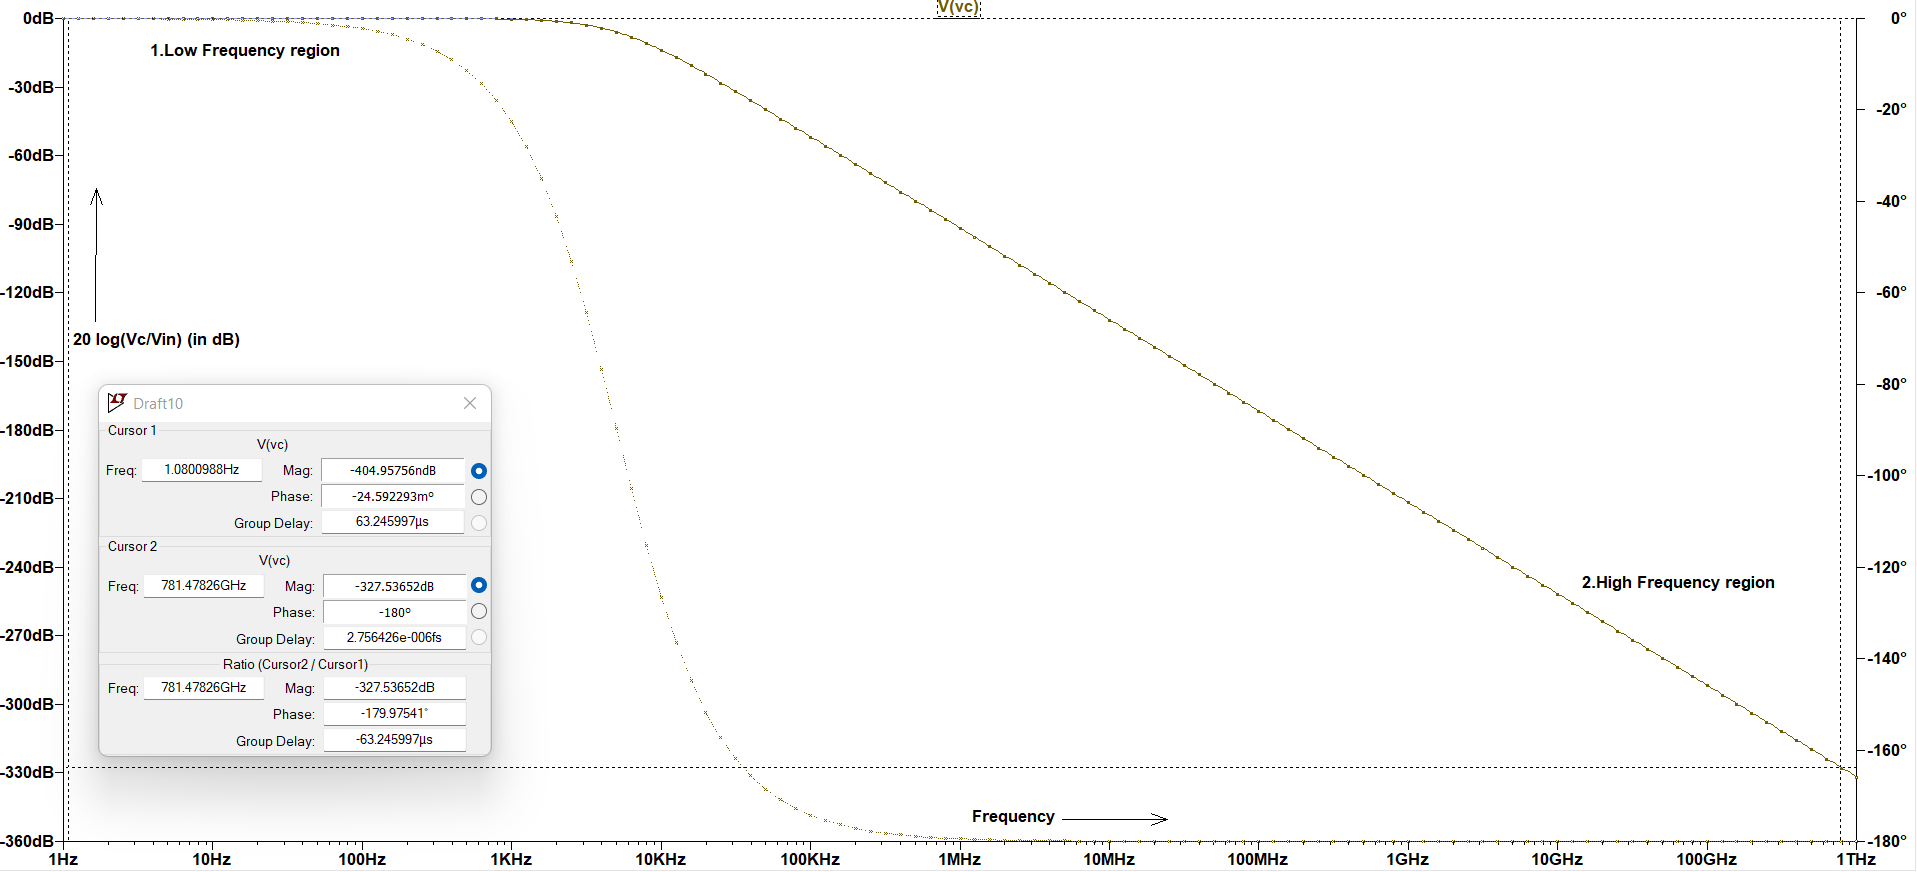 V(vc)
0dB
-30dB
-60dB
-90dB
-120dB
-150dB
-180dB
-210dB
-240dB
-270dB
-300dB
-330dB
-360dB
1.Low Frequency region
20 log(Vc/Vin) (in dB)
Draft10
Cursor 1
V(vc)
Freq: 1.0800988Hz Mag: -404.95756ndB
Phase: -24.592293m°
Group Delay: 63.245997µs
Cursor 2
V(vc)
Freq: 781.47826GHz Mag: -327.53652dB
Phase: -180°
Group Delay: 2.756426e-006fs
Ratio (Cursor2 / Cursor1)
Freq: 781.47826GHz Mag: -327.53652dB
Phase: -179.97541°
Group Delay: -63.245997µs
2.High Frequency region
Frequency
0°
-20°
-40°
-60°
-80°
-100°
-120°
-140°
-160°
-180°
1Hz 10Hz 100Hz 1KHz 10KHz 100KHz 1MHz 10MHz 100MHz 1GHz 10GHz 100GHz 1THz